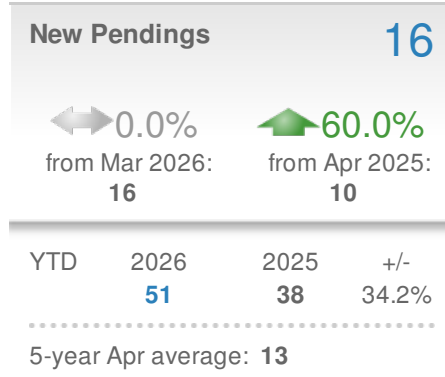 New Pendings 16
0.0% 60.0%
from Mar 2026: from Apr 2025:
16 10
YTD 2026 2025 +/-
51 38 34.2%
5-year Apr average: 13